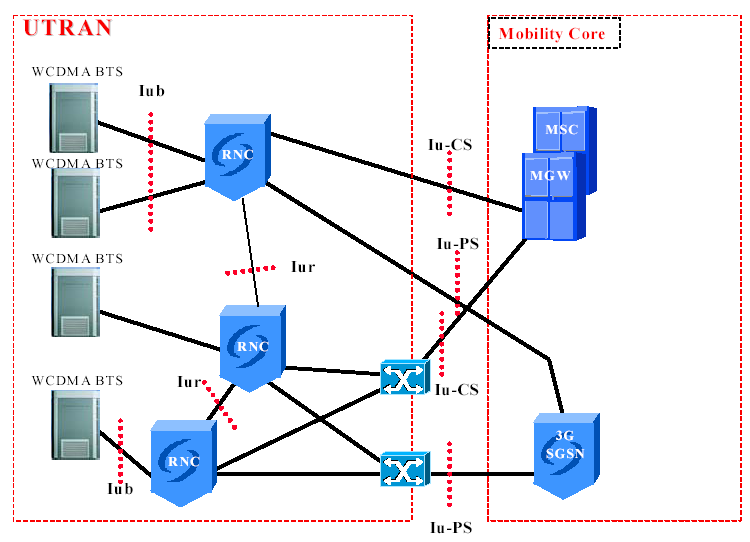 UTRAN
Mobility Core
WCDMA BTS
Iub
MSC
RNC
Iu-CS
WCDMA BTS
MGW
Iu-PS
WCDMA BTS
Iur
RNC
WCDMA BTS
Iur
Iu-CS
3G
SGSN
RNC
Iub
Iu-PS